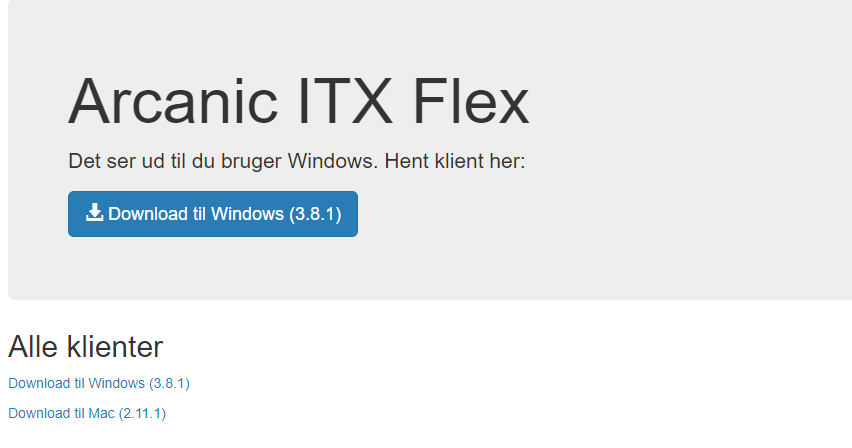 Arcanic ITX Flex
Det ser ud til du bruger Windows. Hent klient her:
Download til Windows (3.8.1)
Alle klienter
Download til Windows (3.8.1)
Download til Mac (2.11.1)